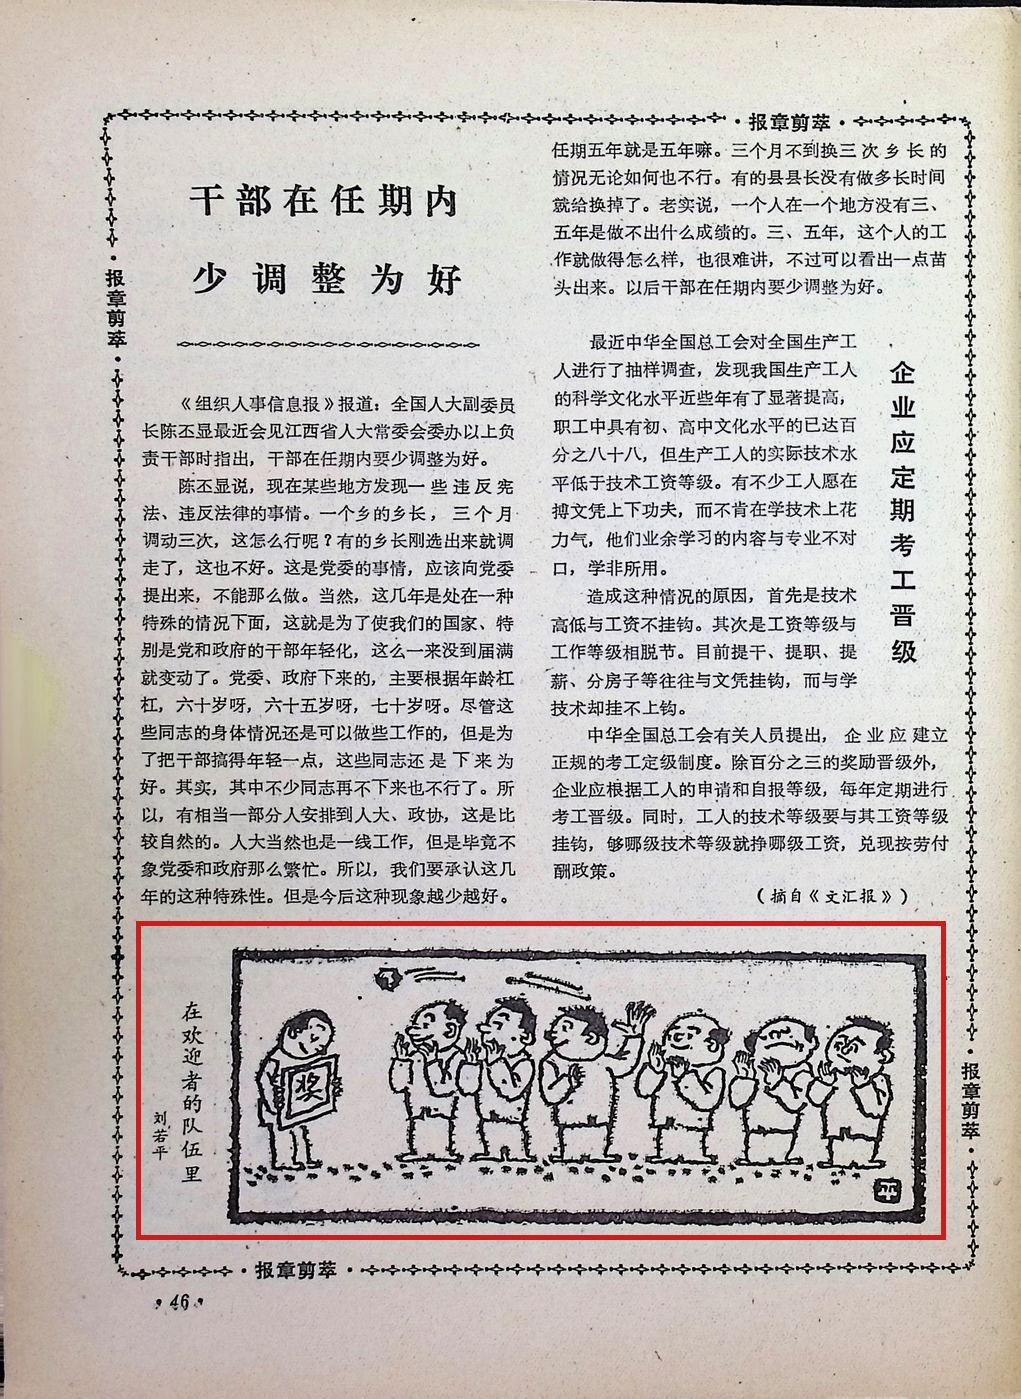 ·报章剪萃·
·报章剪萃·
干部在任期内
少调整为好
《组织人事信息报》报道：全国人大副委员
长陈丕显最近会见江西省人大常委会委办以上负
责干部时指出，干部在任期内要少调整为好。
陈丕显说，现在某些地方发现一些违反宪
法、违反法律的事情。一个乡的乡长，三个月
调动三次，这怎么行呢？有的乡长刚选出来就调
走了，这也不好。这是党委的事情，应该向党委
提出来，不能那么做。当然，这几年是处在一种
特殊的情况下面，这就是为了使我们的国家、特
别是党和政府的干部年轻化，这么一来没到届满
就变动了。党委、政府下来的，主要根据年龄杠
杠，六十岁呀，六十五岁呀，七十岁呀。尽管这
些同志的身体情况还是可以做些工作的，但是为
了把干部搞得年轻一点，这些同志还是下来为
好。其实，其中不少同志再不下来也不行了。所
以，有相当一部分人安排到人大、政协，这是比
较自然的。人大当然也是一线工作，但是毕竟不
象党委和政府那么繁忙。所以，我们要承认这几
年的这种特殊性。但是今后这种现象越少越好。
任期五年就是五年嘛。三个月不到换三次乡长的
情况无论如何也不行。有的县县长没有做多长时间
就给换掉了。老实说，一个人在一个地方没有三、
五年是做不出什么成绩的。三、五年，这个人的工
作就做得怎么样，也很难讲，不过可以看出一点苗
头出来。以后干部在任期内要少调整为好。
企业应定期考工晋级
最近中华全国总工会对全国生产工
人进行了抽样调查，发现我国生产工人
的科学文化水平近些年有了显著提高，
职工中具有初、高中文化水平的已达百
分之八十八，但生产工人的实际技术水
平低于技术工资等级。有不少工人愿在
搏文凭上下功夫，而不肯在学技术上花
力气，他们业余学习的内容与专业不对
口，学非所用。
造成这种情况的原因，首先是技术
高低与工资不挂钩。其次是工资等级与
工作等级相脱节。目前提干、提职、提
薪、分房子等往往与文凭挂钩，而与学
技术却挂不上钩。
中华全国总工会有关人员提出，企业应建立
正规的考工定级制度。除百分之三的奖励晋级外，
企业应根据工人的申请和自报等级，每年定期进行
考工晋级。同时，工人的技术等级要与其工资等级
挂钩，够哪级技术等级就挣哪级工资，兑现按劳付
酬政策。
（摘自《文汇报》）
在欢迎者的队伍里
刘若平
奖
平
·报章剪萃·
·报章剪萃·
·46·